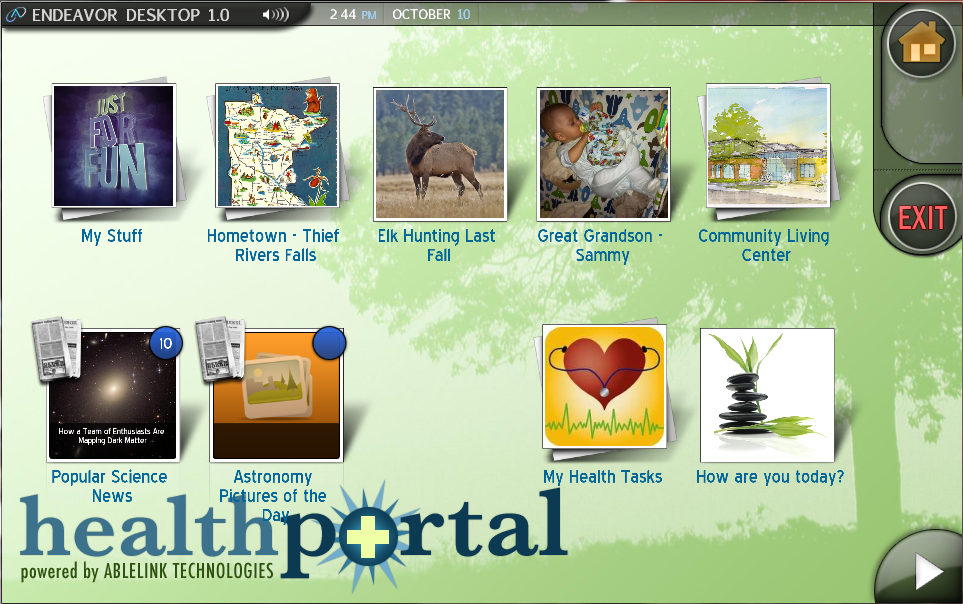 ENDEAVOR DESKTOP 1.0
2 44 PM
OCTOBER 10
JUST
FOR
FUN
EXIT
My Stuff
Hometown - Thief
Rivers Falls
Elk Hunting Last
Fall
Great Grandson -
Sammy
Community Living
Center
10
How a Team of Enthusiasts Are
Mapping Dark Matter
Popular Science
News
Astronomy
Pictures of the
Day
My Health Tasks
How are you today?
healthportal
powered by ABLELINK TECHNOLOGIES